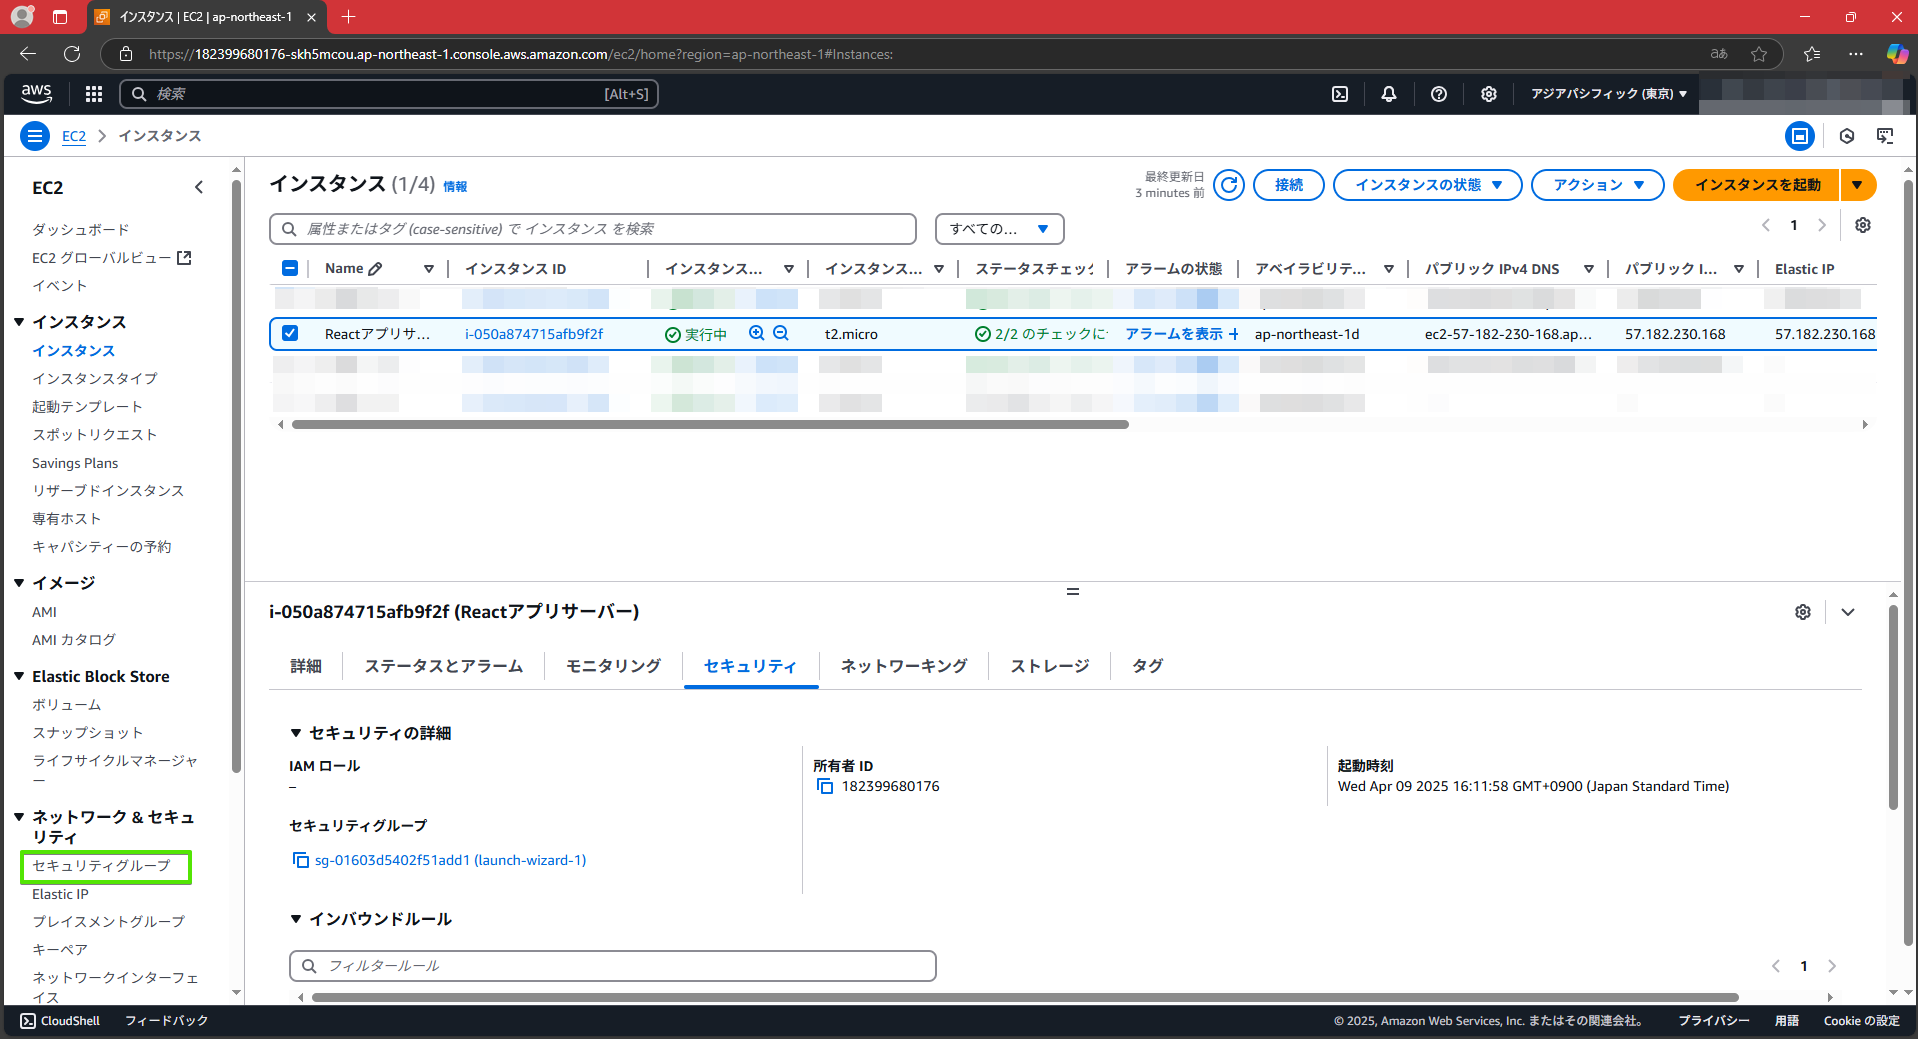 インスタンス | EC2 | ap-northeast-1
https://182399680176-skh5mcou.ap-northeast-1.console.aws.amazon.com/ec2/home?region=ap-northeast-1#Instances:
aあ
aws
検索
[Alt+S]
アジアパシフィック (東京)
EC2
インスタンス
EC2
ダッシュボード
EC2 グローバルビュー
イベント
インスタンス
インスタンス
インスタンスタイプ
起動テンプレート
スポットリクエスト
Savings Plans
リザーブドインスタンス
専有ホスト
キャパシティーの予約
イメージ
AMI
AMI カタログ
Elastic Block Store
ボリューム
スナップショット
ライフサイクルマネージャ
ー
ネットワーク & セキュ
リティ
セキュリティグループ
Elastic IP
プレイスメントグループ
キーペア
ネットワークインターフェ
イス
インスタンス (1/4) 情報
最終更新日
3 minutes 前
接続
インスタンスの状態
アクション
インスタンスを起動
属性またはタグ (case-sensitive) で インスタンス を検索
すべての...
1
Name
インスタンス ID
インスタンス...
インスタンス...
ステータスチェック
アラームの状態
アベイラビリテ...
パブリック IPv4 DNS
パブリック I...
Elastic IP
Reactアプリサ...
i-050a874715afb9f2f
実行中
t2.micro
2/2 のチェックに
アラームを表示 +
ap-northeast-1d
ec2-57-182-230-168.ap...
57.182.230.168
57.182.230.168
i-050a874715afb9f2f (Reactアプリサーバー)
詳細
ステータスとアラーム
モニタリング
セキュリティ
ネットワーキング
ストレージ
タグ
セキュリティの詳細
IAM ロール
–
所有者 ID
182399680176
起動時刻
Wed Apr 09 2025 16:11:58 GMT+0900 (Japan Standard Time)
セキュリティグループ
sg-01603d5402f51add1 (launch-wizard-1)
インバウンドルール
フィルタールール
1
CloudShell
フィードバック
© 2025, Amazon Web Services, Inc. またはその関連会社。
プライバシー
用語
Cookie の設定